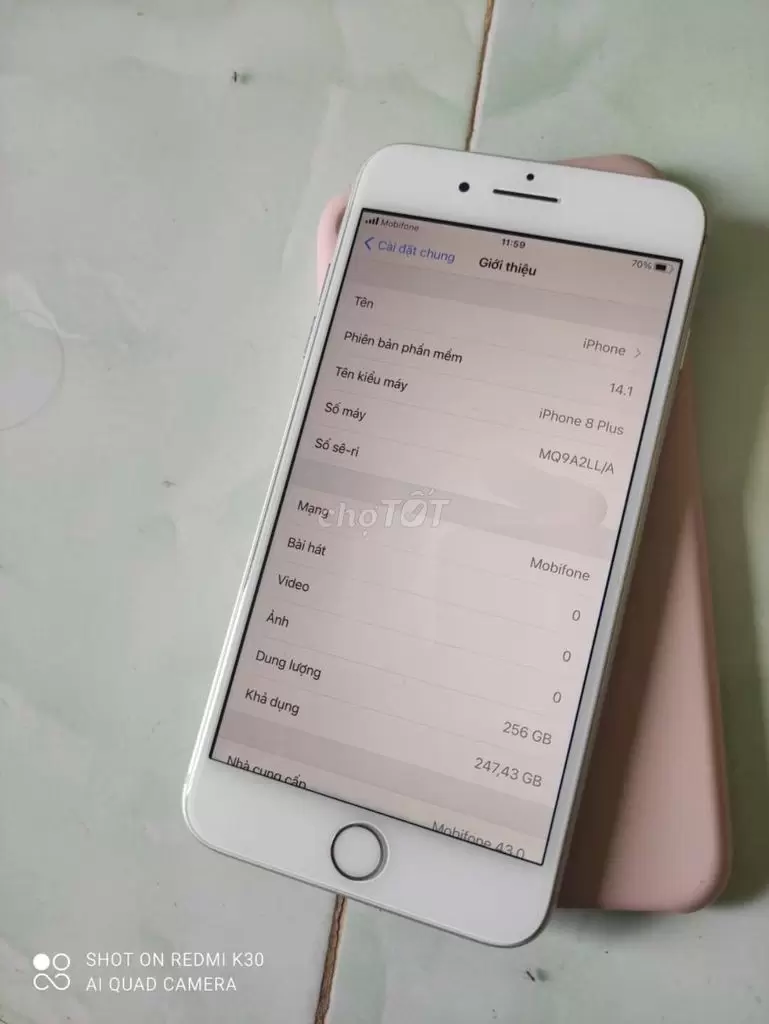 Mobifone
11:59
70%
Cài đặt chung
Giới thiệu
Tên
iPhone
Phiên bản phần mềm
14.1
Tên kiểu máy
iPhone 8 Plus
Số máy
MQ9A2LL/A
Số sê-ri
chợTỐT
Mạng
Mobifone
Bài hát
0
Video
0
Ảnh
0
Dung lượng
256 GB
Khả dụng
247,43 GB
Nhà cung cấp
Mobifone 43.0
SHOT ON REDMI K30
AI QUAD CAMERA